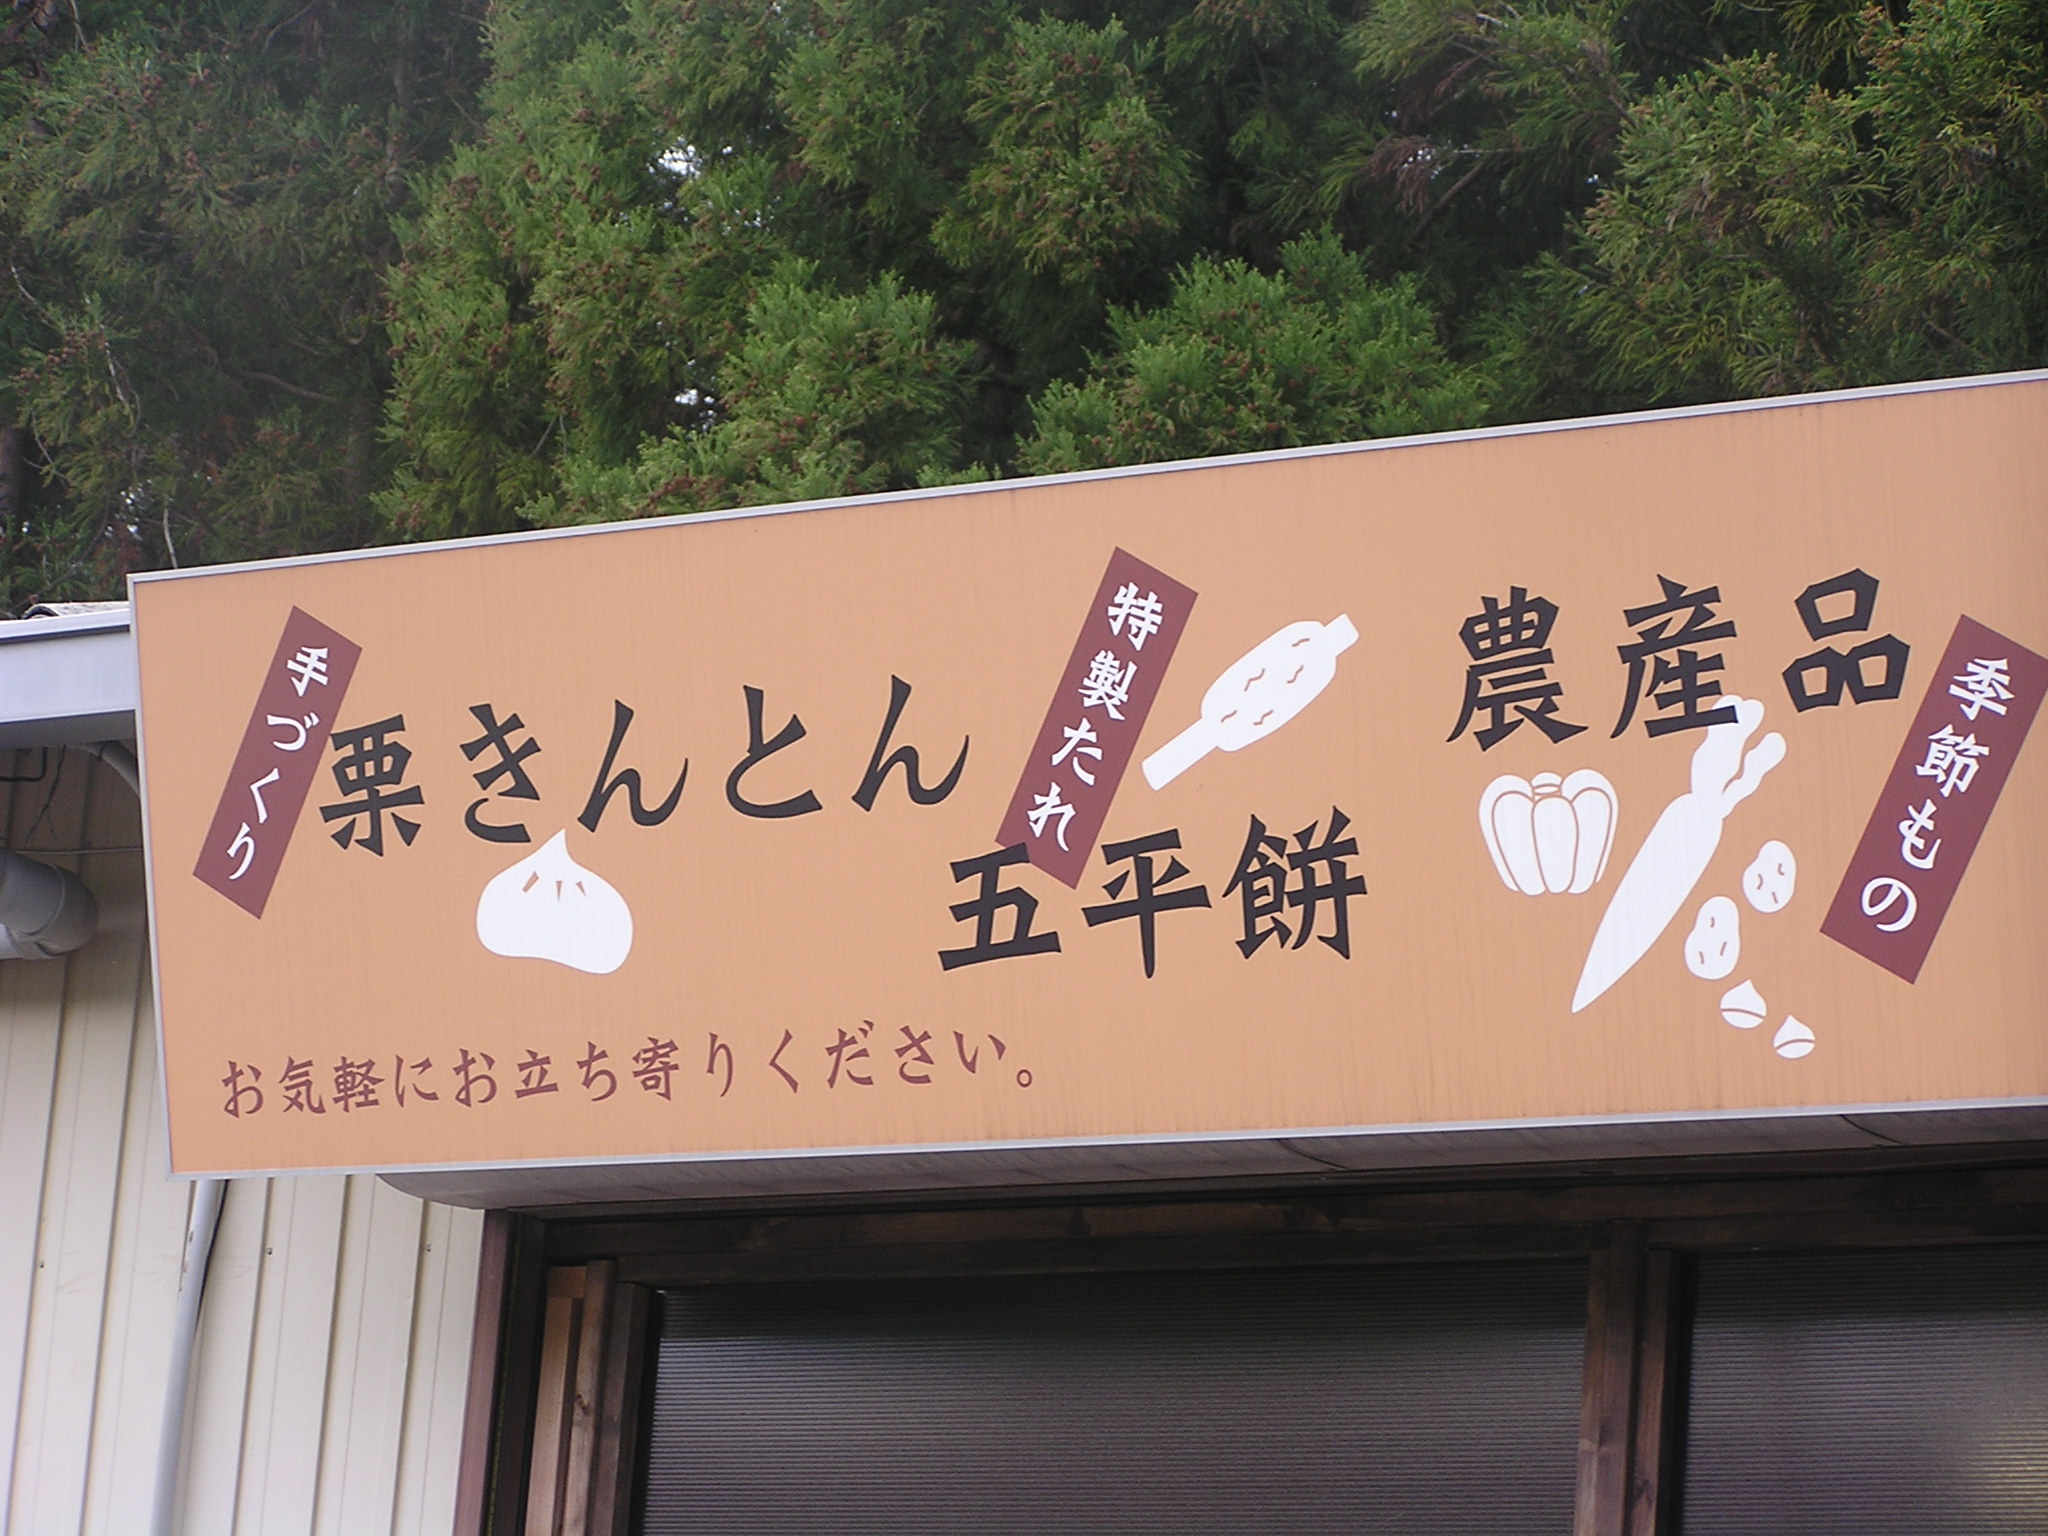 手づくり
栗きんとん
特製たれ
五平餅
農産品
季節もの
お気軽にお立ち寄りください。